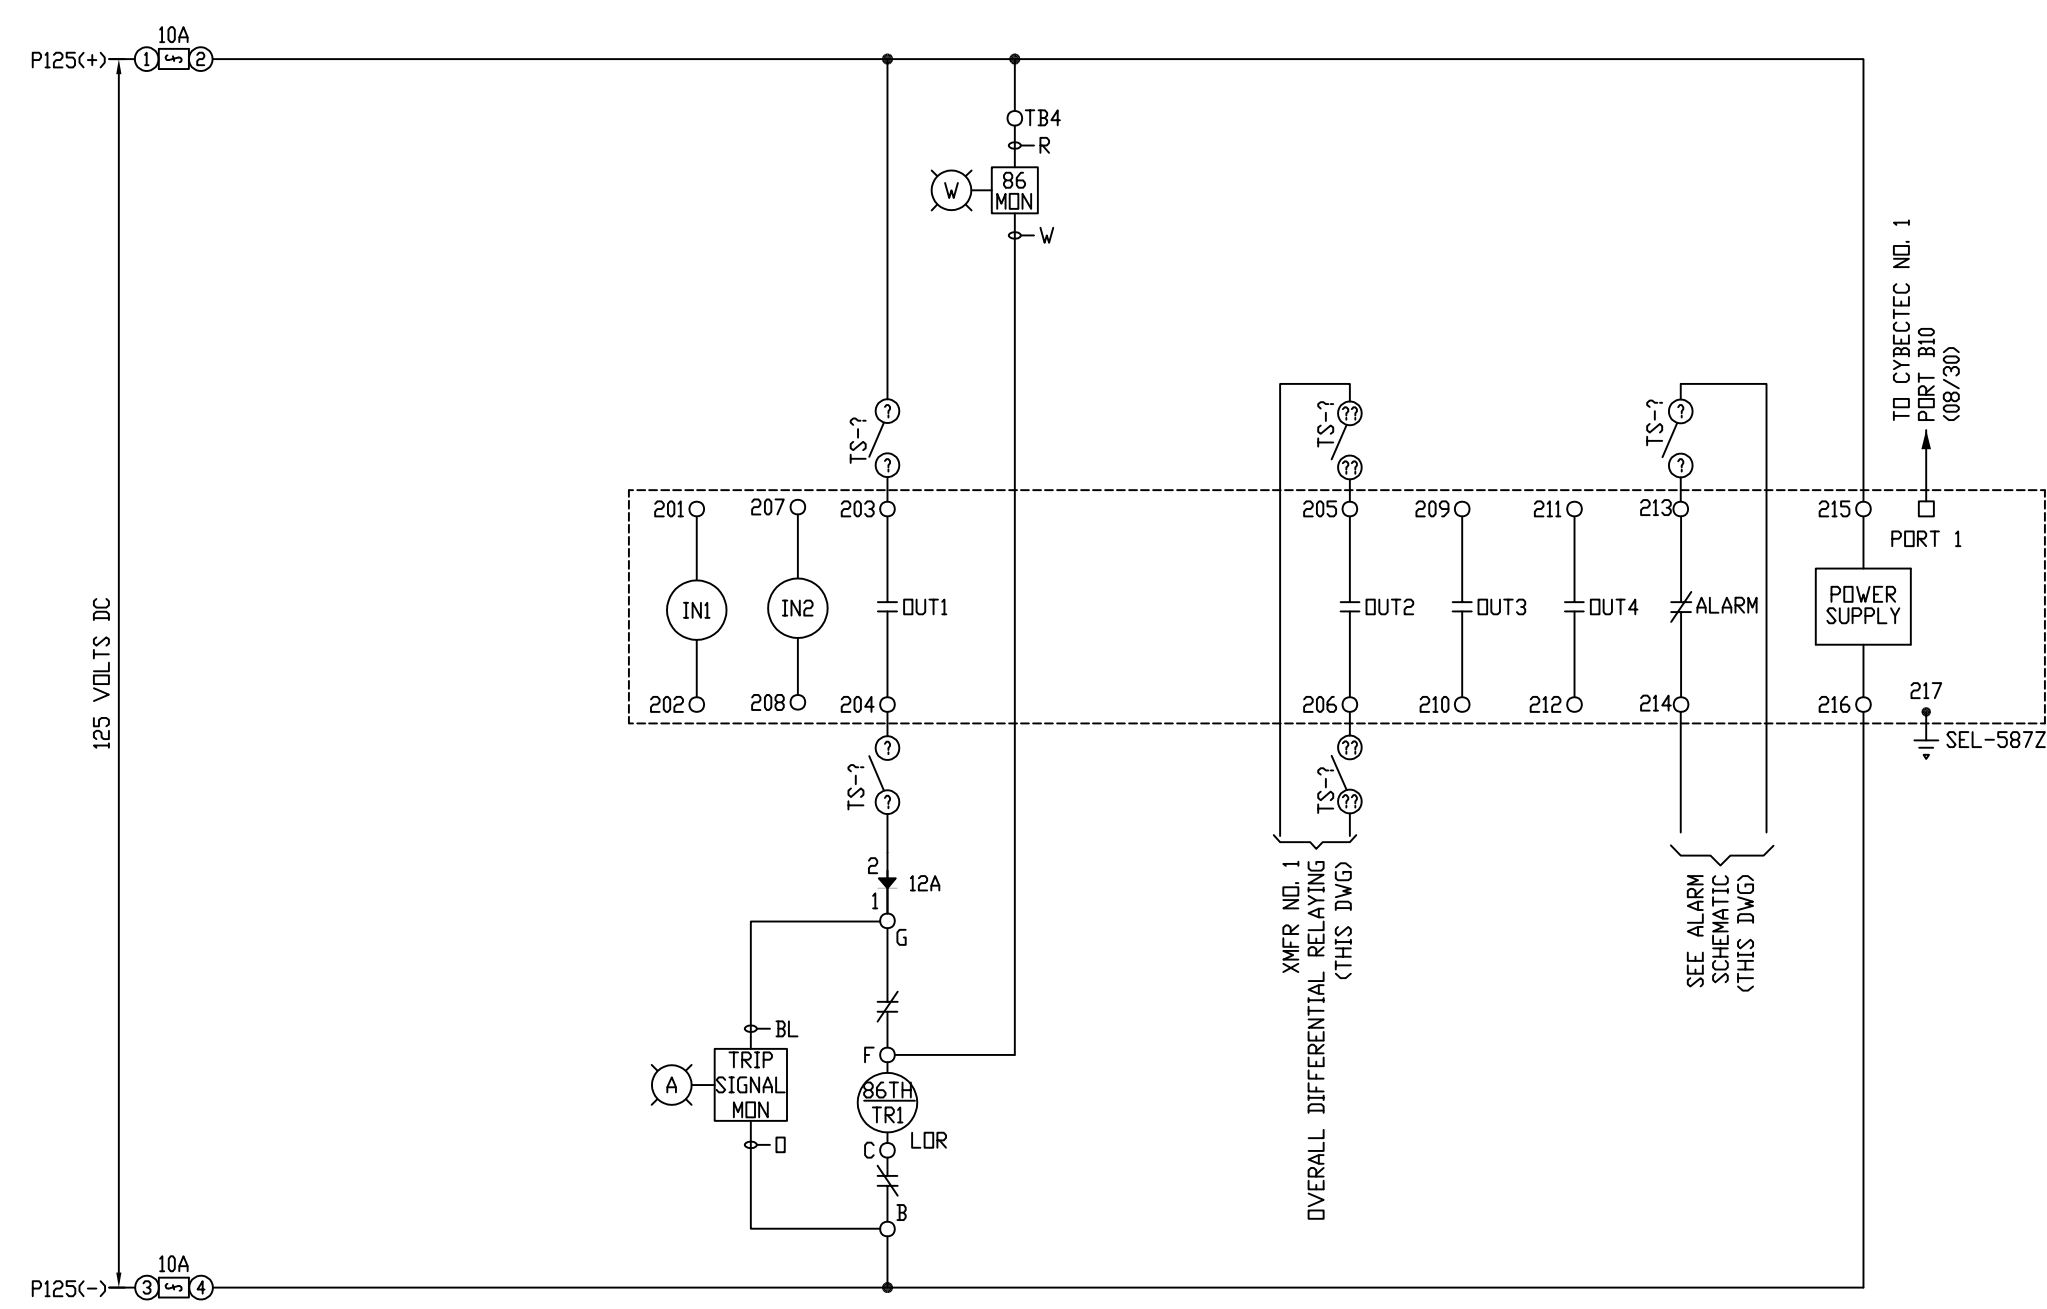 10A
P125(+)
1
2
TB4
R
86
MON
W
W
TO CYBECTEC NO. 1
PORT B10
(08/30)
TS-?
?
?
TS-?
??
??
TS-?
?
?
201
207
203
205
209
211
213
215
PORT 1
IN1
IN2
OUT1
OUT2
OUT3
OUT4
ALARM
POWER
SUPPLY
125 VOLTS DC
202
208
204
206
210
212
214
216
217
SEL-587Z
TS-?
?
?
TS-?
??
??
2
12A
1
G
XMFR NO. 1
OVERALL DIFFERENTIAL RELAYING
(THIS DWG)
SEE ALARM
SCHEMATIC
(THIS DWG)
BL
TRIP
SIGNAL
MON
A
O
F
86TH
TR1
LOR
C
B
10A
P125(-)
3
4